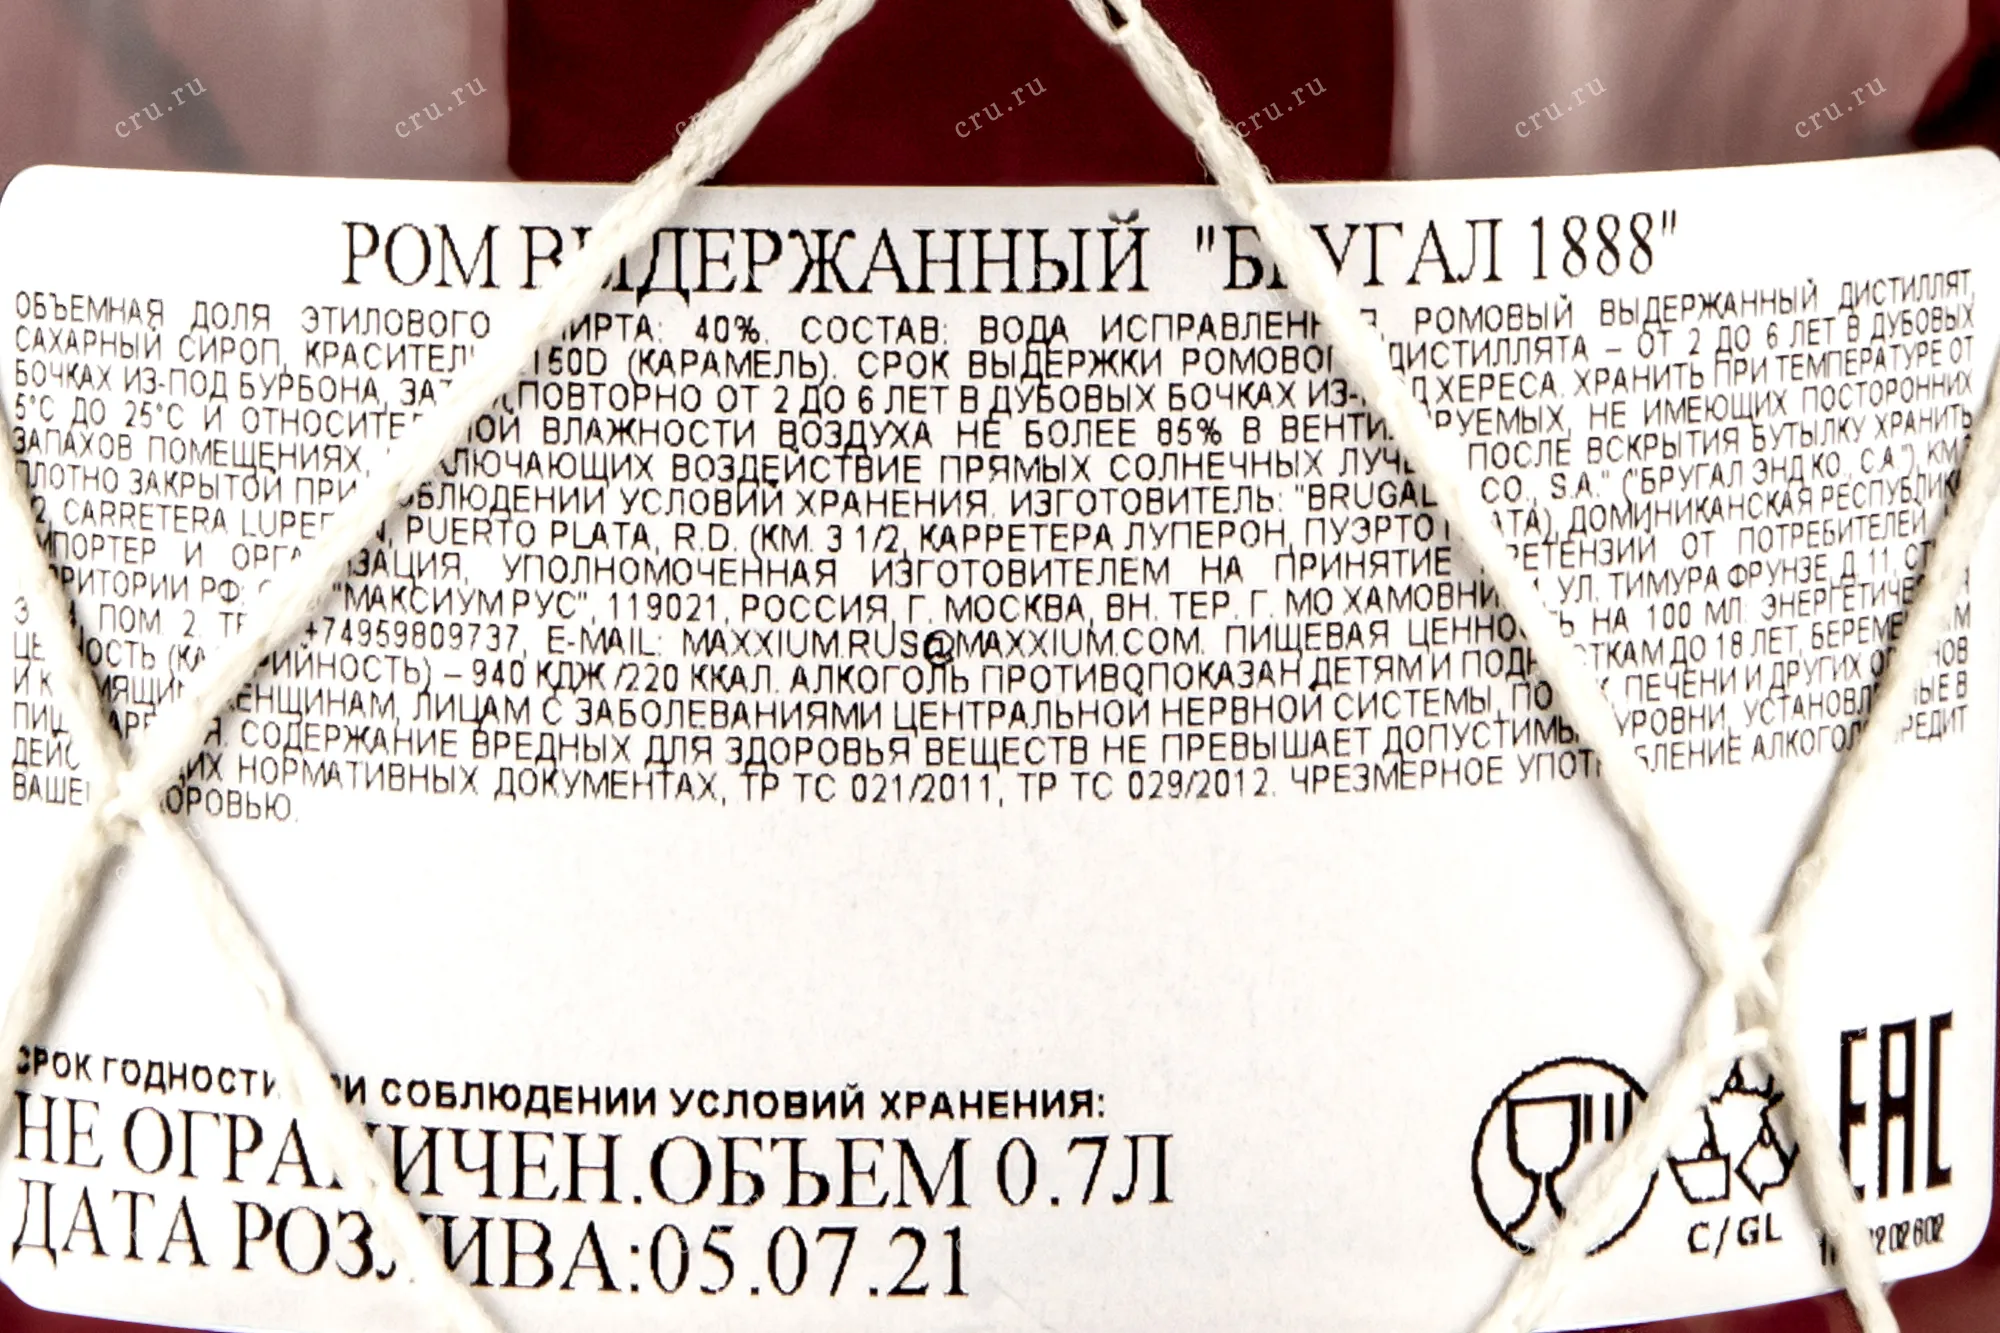 РОМ ВЫДЕРЖАННЫЙ "БРУГАЛ 1888"
ОБЪЕМНАЯ ДОЛЯ ЭТИЛОВОГО СПИРТА: 40%. СОСТАВ: ВОДА ИСПРАВЛЕННАЯ, РОМОВЫЙ ВЫДЕРЖАННЫЙ ДИСТИЛЛЯТ,
САХАРНЫЙ СИРОП, КРАСИТЕЛЬ Е150D (КАРАМЕЛЬ). СРОК ВЫДЕРЖКИ РОМОВОГО ДИСТИЛЛЯТА – ОТ 2 ДО 6 ЛЕТ В ДУБОВЫХ
БОЧКАХ ИЗ-ПОД БУРБОНА, ЗАТЕМ ПОВТОРНО ОТ 2 ДО 6 ЛЕТ В ДУБОВЫХ БОЧКАХ ИЗ-ПОД ХЕРЕСА. ХРАНИТЬ ПРИ ТЕМПЕРАТУРЕ ОТ
5°С ДО 25°С И ОТНОСИТЕЛЬНОЙ ВЛАЖНОСТИ ВОЗДУХА НЕ БОЛЕЕ 85% В ВЕНТИЛИРУЕМЫХ, НЕ ИМЕЮЩИХ ПОСТОРОННИХ
ЗАПАХОВ ПОМЕЩЕНИЯХ, ИСКЛЮЧАЮЩИХ ВОЗДЕЙСТВИЕ ПРЯМЫХ СОЛНЕЧНЫХ ЛУЧЕЙ. ПОСЛЕ ВСКРЫТИЯ БУТЫЛКУ ХРАНИТЬ
ПЛОТНО ЗАКРЫТОЙ ПРИ СОБЛЮДЕНИИ УСЛОВИЙ ХРАНЕНИЯ. ИЗГОТОВИТЕЛЬ: "BRUGAL CO., S.A." ("БРУГАЛ ЭНД КО., С.А."), КМ.
CARRETERA LUPERON, PUERTO PLATA, R.D. (КМ. 3 1/2, КАРРЕТЕРА ЛУПЕРОН, ПУЭРТО ПЛАТА), ДОМИНИКАНСКАЯ РЕСПУБЛИКА.
ИМПОРТЕР И ОРГАНИЗАЦИЯ, УПОЛНОМОЧЕННАЯ ИЗГОТОВИТЕЛЕМ НА ПРИНЯТИЕ ПРЕТЕНЗИЙ ОТ ПОТРЕБИТЕЛЕЙ НА
ТЕРРИТОРИИ РФ: "МАКСИУМ РУС", 119021, РОССИЯ, Г. МОСКВА, ВН. ТЕР. Г. МО ХАМОВНИКИ, УЛ. ТИМУРА ФРУНЗЕ, Д. 11,
ПОМ. 2. +74959809737, E-MAIL: MAXXIUM.RUS@MAXXIUM.COM. ПИЩЕВАЯ ЦЕННОСТЬ НА 100 МЛ: ЭНЕРГЕТИЧЕСКАЯ
ЦЕННОСТЬ (КАЛОРИЙНОСТЬ) – 940 КДЖ /220 ККАЛ. АЛКОГОЛЬ ПРОТИВОПОКАЗАН ДЕТЯМ И ПОДРОСТКАМ ДО 18 ЛЕТ, БЕРЕМЕННЫМ
И КОРМЯЩИМ ЖЕНЩИНАМ, ЛИЦАМ С ЗАБОЛЕВАНИЯМИ ЦЕНТРАЛЬНОЙ НЕРВНОЙ СИСТЕМЫ, ПОЧЕК, ПЕЧЕНИ И ДРУГИХ ОРГАНОВ
ПИЩЕВАРЕНИЯ. СОДЕРЖАНИЕ ВРЕДНЫХ ДЛЯ ЗДОРОВЬЯ ВЕЩЕСТВ НЕ ПРЕВЫШАЕТ ДОПУСТИМЫЕ УРОВНИ, УСТАНОВЛЕННЫЕ В
ДЕЙСТВУЮЩИХ НОРМАТИВНЫХ ДОКУМЕНТАХ, ТР ТС 021/2011, ТР ТС 029/2012. ЧРЕЗМЕРНОЕ УПОТРЕБЛЕНИЕ АЛКОГОЛЯ ВРЕДИТ
ВАШЕМУ ЗДОРОВЬЮ.
СРОК ГОДНОСТИ ПРИ СОБЛЮДЕНИИ УСЛОВИЙ ХРАНЕНИЯ:
НЕ ОГРАНИЧЕН.ОБЪЕМ 0.7Л
ДАТА РОЗЛИВА:05.07.21
C/GL
EAC